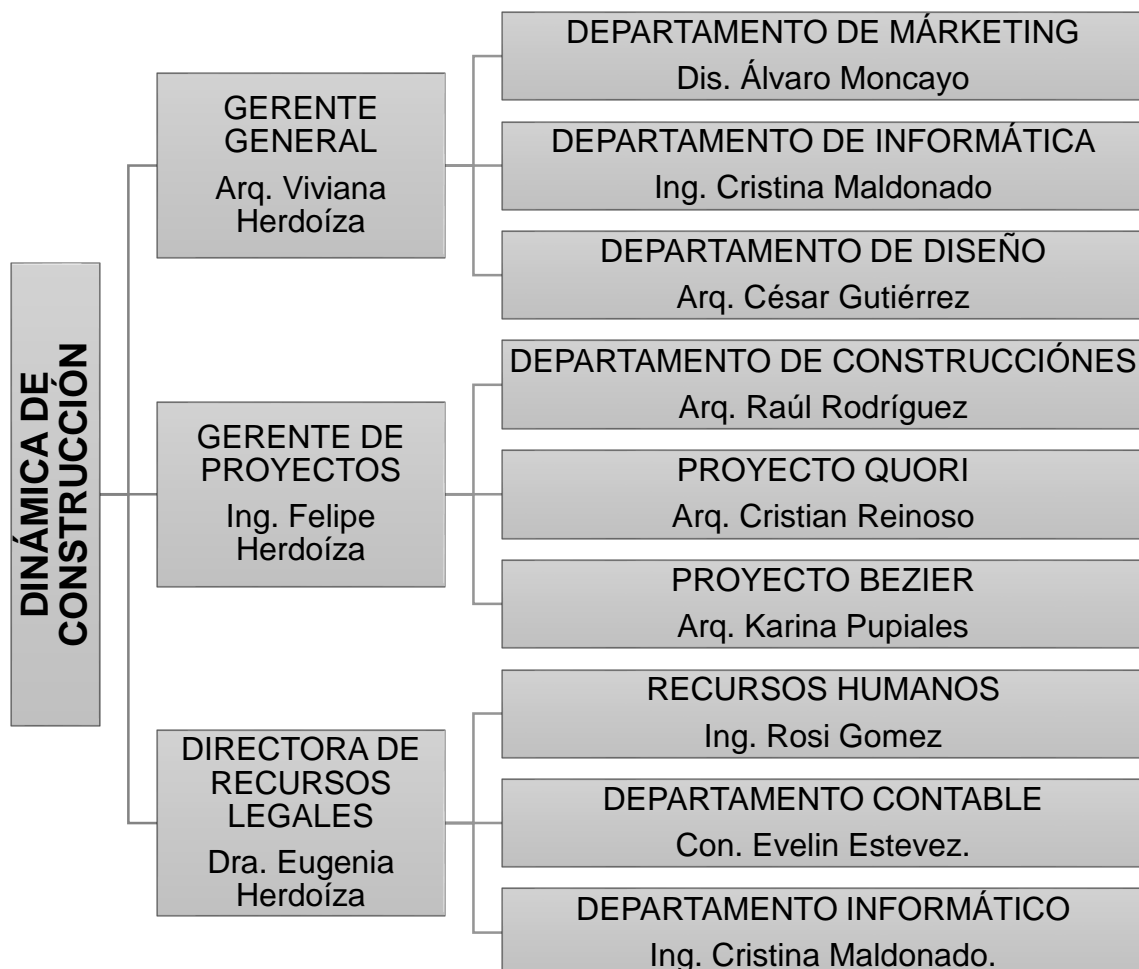 DINÁMICA DE
CONSTRUCCIÓN
GERENTE
GENERAL
Arq. Viviana
Herdoíza
DEPARTAMENTO DE MÁRKETING
Dis. Álvaro Moncayo
DEPARTAMENTO DE INFORMÁTICA
Ing. Cristina Maldonado
DEPARTAMENTO DE DISEÑO
Arq. César Gutiérrez
GERENTE DE
PROYECTOS
Ing. Felipe
Herdoíza
DEPARTAMENTO DE CONSTRUCCIÓNES
Arq. Raúl Rodríguez
PROYECTO QUORI
Arq. Cristian Reinoso
PROYECTO BEZIER
Arq. Karina Pupiales
DIRECTORA DE
RECURSOS
LEGALES
Dra. Eugenia
Herdoíza
RECURSOS HUMANOS
Ing. Rosi Gomez
DEPARTAMENTO CONTABLE
Con. Evelin Estevez.
DEPARTAMENTO INFORMÁTICO
Ing. Cristina Maldonado.